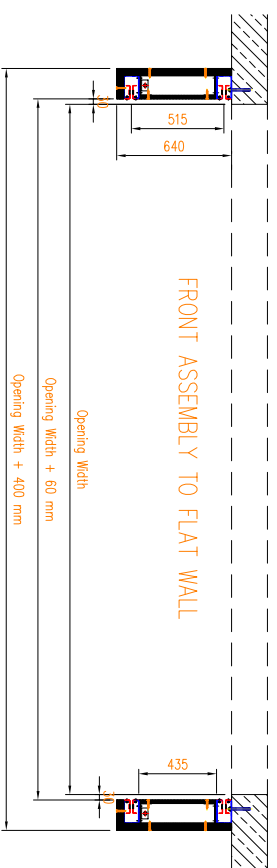 515
640
30
FRONT ASSEMBLY TO FLAT WALL
435
30
Opening Width
Opening Width + 60 mm
Opening Width + 400 mm